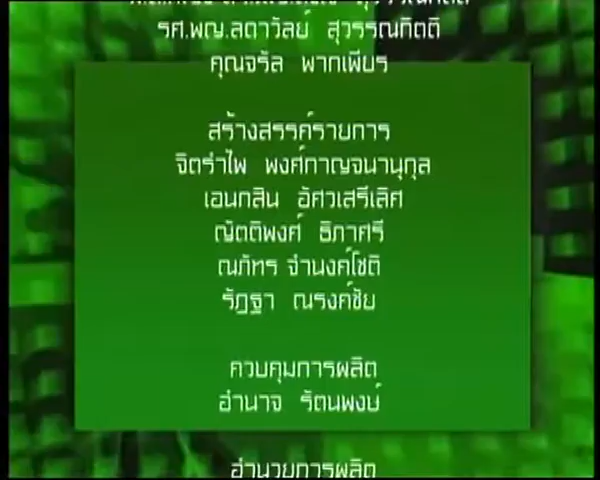 รศ.พญ.ลดาวัลย์ สุวรรณกิตติ
คุณจรัล พากเพียร
สร้างสรรค์รายการ
จิตรำไพ พงศ์กาญจนานุกุล
เอนกสิน อัศวเสรีเลิศ
ญัตติพงศ์ ธิภาศรี
ณภัทร จำนงค์โชติ
รัฏฐา ณรงค์ชัย
ควบคุมการผลิต
อำนาจ รัตนพงษ์
อำนวยการผลิต